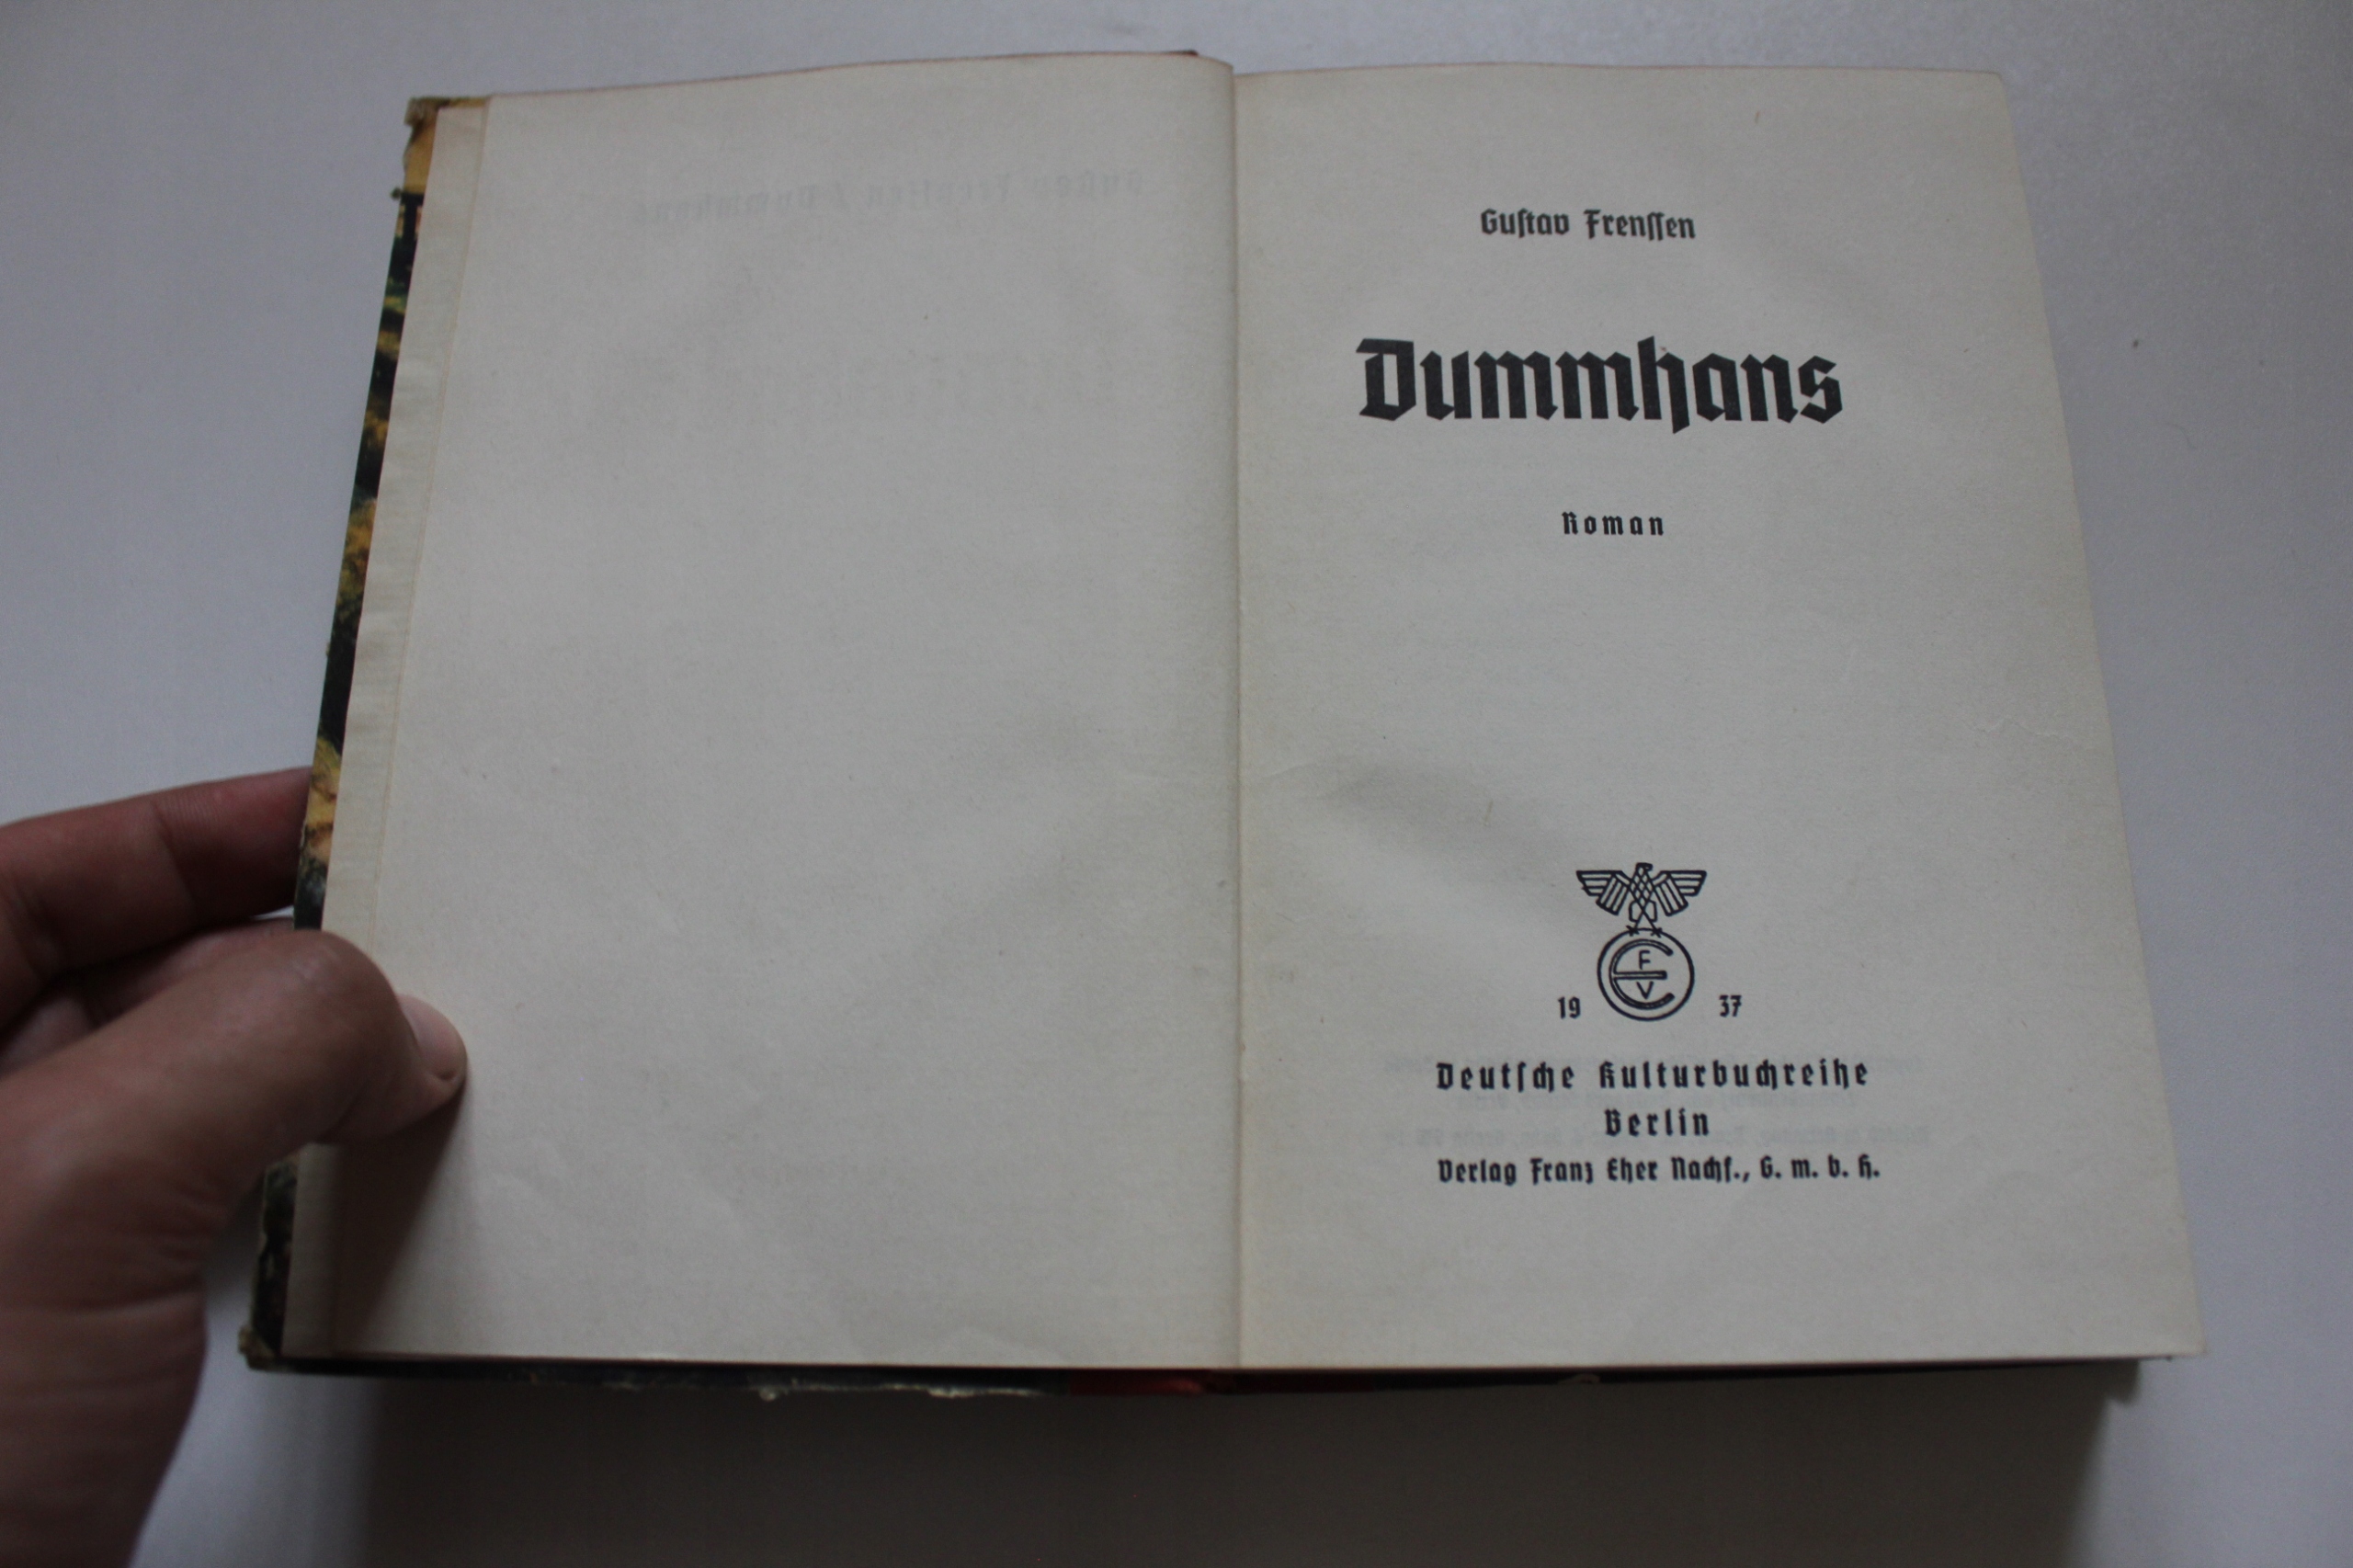 Guſtav Frenſſen
Dummhans
Roman
F
E
V
19 37
Deutſche Kulturbuchreihe
Berlin
Verlag Franz Eher Nachf., G. m. b. H.